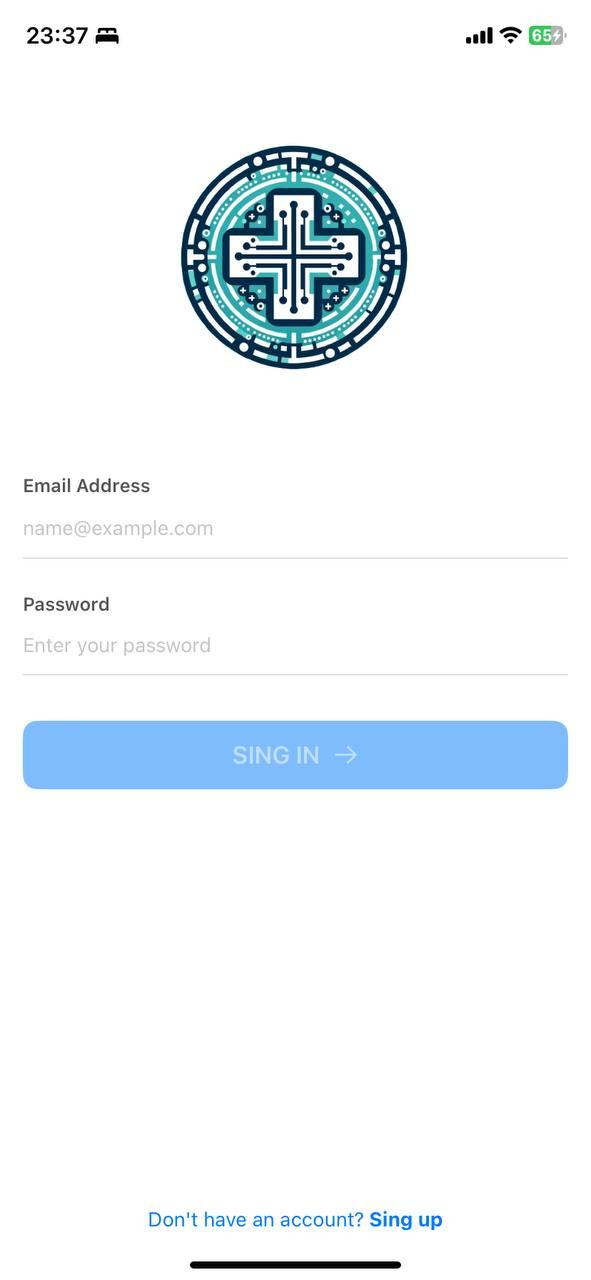 23:37
65
Email Address
name@example.com
Password
Enter your password
SING IN →
Don't have an account? Sing up